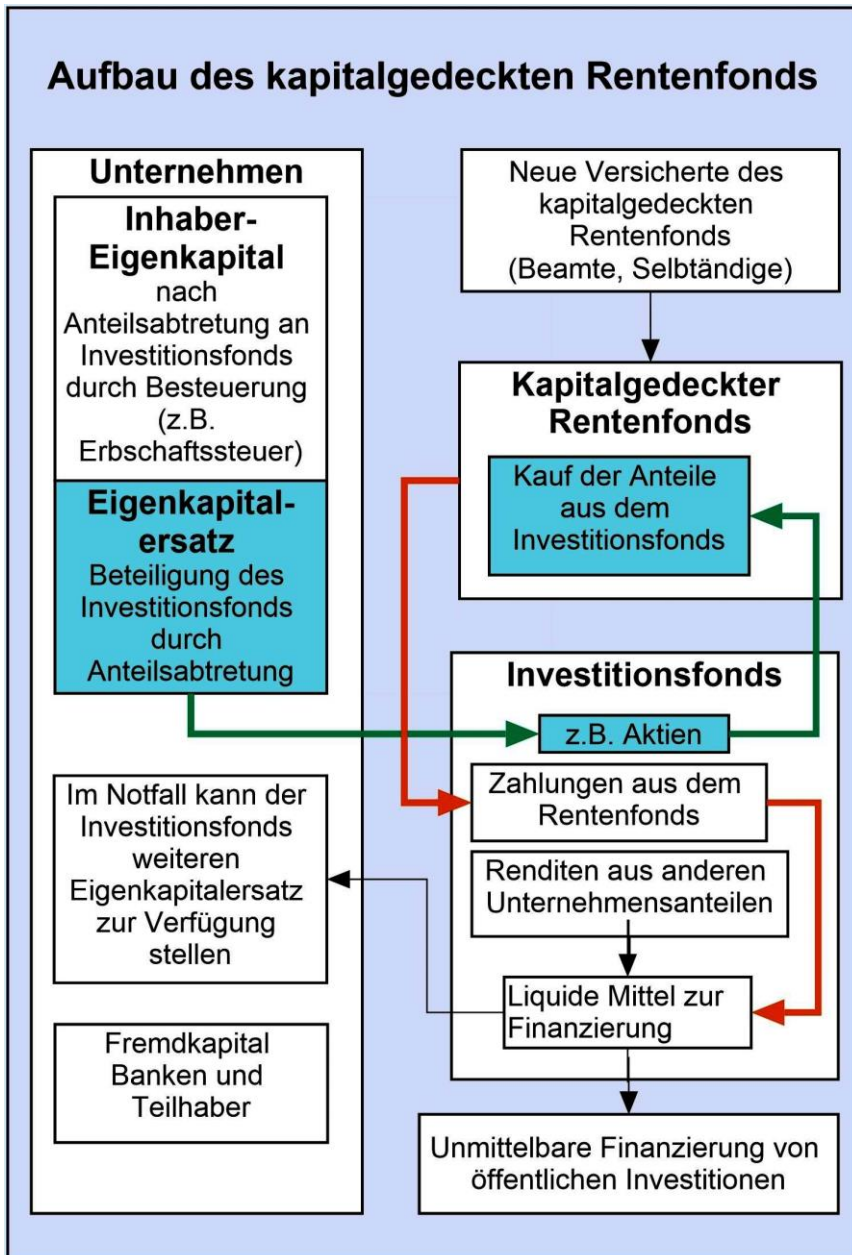 Aufbau des kapitalgedeckten Rentenfonds
Unternehmen
Inhaber-
Eigenkapital
nach
Anteilsabtretung an
Investitionsfonds
durch Besteuerung
(z.B.
Erbschaftssteuer)
Eigenkapital-
ersatz
Beteiligung des
Investitionsfonds
durch
Anteilsabtretung
Im Notfall kann der
Investitionsfonds
weiteren
Eigenkapitalersatz
zur Verfügung
stellen
Fremdkapital
Banken und
Teilhaber
Neue Versicherte des
kapitalgedeckten
Rentenfonds
(Beamte, Selbtändige)
Kapitalgedeckter
Rentenfonds
Kauf der Anteile
aus dem
Investitionsfonds
Investitionsfonds
z.B. Aktien
Zahlungen aus dem
Rentenfonds
Renditen aus anderen
Unternehmensanteilen
Liquide Mittel zur
Finanzierung
Unmittelbare Finanzierung von
öffentlichen Investitionen